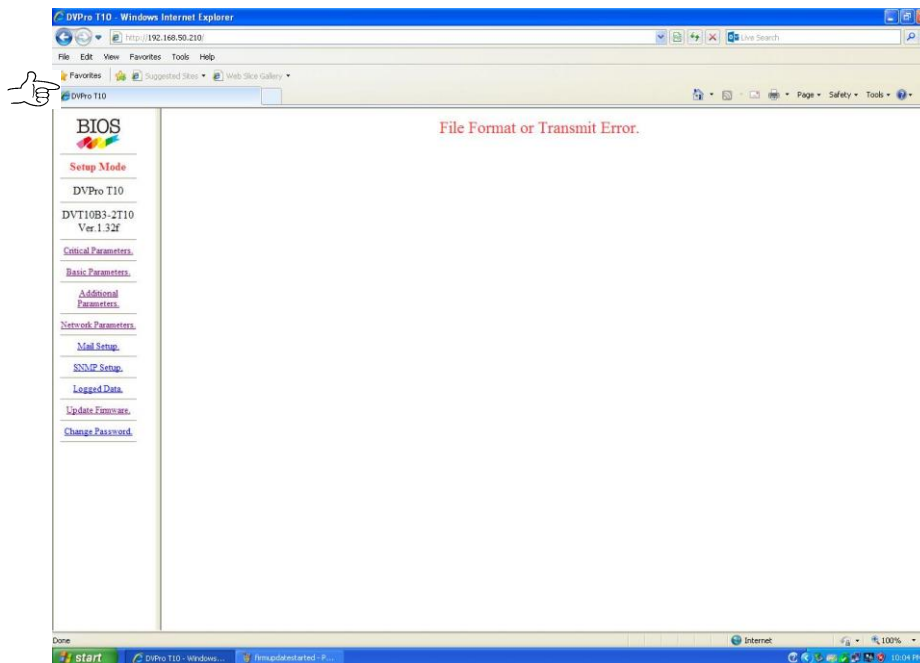 DVPro T10 - Windows Internet Explorer
http://192.168.50.210/
Live Search
File Edit View Favorites Tools Help
Favorites Suggested Sites Web Slice Gallery
DVPro T10
Page Safety Tools
BIOS
File Format or Transmit Error.
Setup Mode
DVPro T10
DVT10B3-2T10
Ver.1.32f
Critical Parameters.
Basic Parameters.
Additional
Parameters.
Network Parameters.
Mail Setup.
SNMP Setup.
Logged Data.
Update Firmware.
Change Password.
Done
Internet
100%
start
DVPro T10 - Windows...
firmupdatestarted - P...
10:04 PM